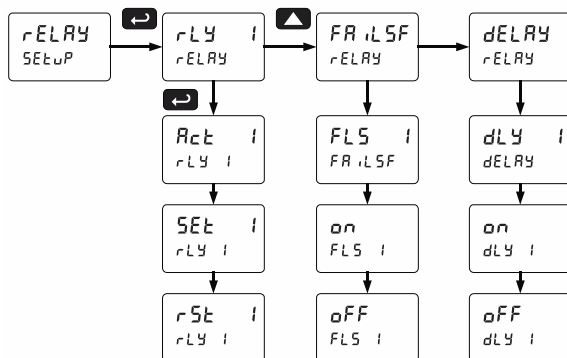 rELAY
SEtuP
rLY 1
rELAY
FAiLSF
rELAY
dELAY
rELAY
Act 1
rLY 1
FLS 1
FAiLSF
dLY 1
dELAY
SEt 1
rLY 1
on
FLS 1
on
dLY 1
rSt 1
rLY 1
oFF
FLS 1
oFF
dLY 1